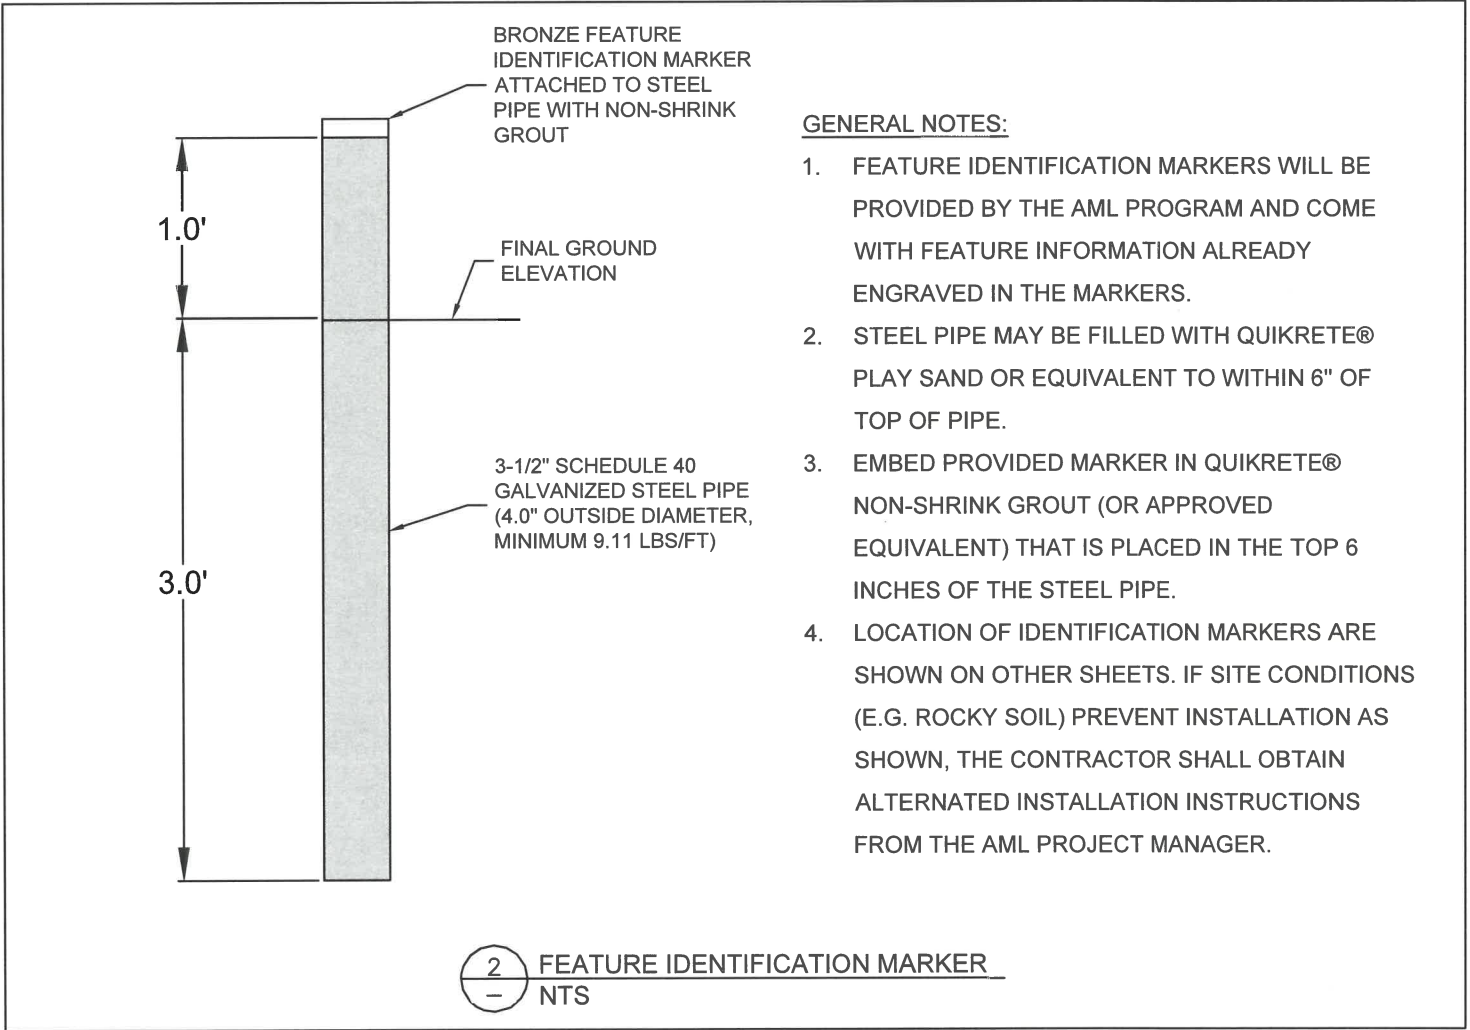 BRONZE FEATURE
IDENTIFICATION MARKER
ATTACHED TO STEEL
PIPE WITH NON-SHRINK
GROUT
1.0'
FINAL GROUND
ELEVATION
3-1/2" SCHEDULE 40
GALVANIZED STEEL PIPE
(4.0" OUTSIDE DIAMETER,
MINIMUM 9.11 LBS/FT)
3.0'
GENERAL NOTES:
1. FEATURE IDENTIFICATION MARKERS WILL BE
PROVIDED BY THE AML PROGRAM AND COME
WITH FEATURE INFORMATION ALREADY
ENGRAVED IN THE MARKERS.
2. STEEL PIPE MAY BE FILLED WITH QUIKRETE®
PLAY SAND OR EQUIVALENT TO WITHIN 6" OF
TOP OF PIPE.
3. EMBED PROVIDED MARKER IN QUIKRETE®
NON-SHRINK GROUT (OR APPROVED
EQUIVALENT) THAT IS PLACED IN THE TOP 6
INCHES OF THE STEEL PIPE.
4. LOCATION OF IDENTIFICATION MARKERS ARE
SHOWN ON OTHER SHEETS. IF SITE CONDITIONS
(E.G. ROCKY SOIL) PREVENT INSTALLATION AS
SHOWN, THE CONTRACTOR SHALL OBTAIN
ALTERNATED INSTALLATION INSTRUCTIONS
FROM THE AML PROJECT MANAGER.
2 FEATURE IDENTIFICATION MARKER
– NTS